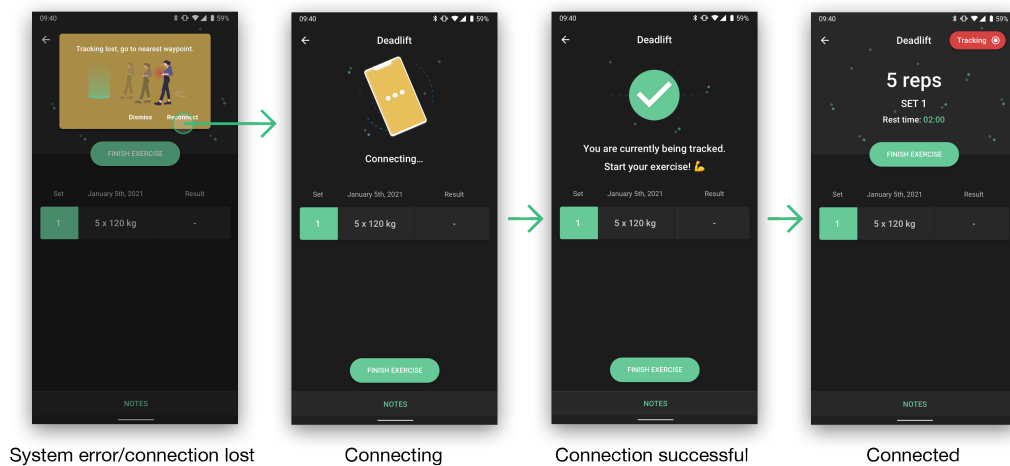 09:40
59%
Tracking lost, go to nearest waypoint.
Dismiss Reconnect
FINISH EXERCISE
Set January 5th, 2021 Result
1 5 x 120 kg -
NOTES
System error/connection lost
09:40
59%
Deadlift
Connecting...
Set January 5th, 2021 Result
1 5 x 120 kg -
FINISH EXERCISE
NOTES
Connecting
09:40
59%
Deadlift
You are currently being tracked.
Start your exercise! 💪
Set January 5th, 2021 Result
1 5 x 120 kg -
FINISH EXERCISE
NOTES
Connection successful
09:40
59%
Deadlift Tracking
5 reps
SET 1
Rest time: 02:00
FINISH EXERCISE
Set January 5th, 2021 Result
1 5 x 120 kg -
NOTES
Connected